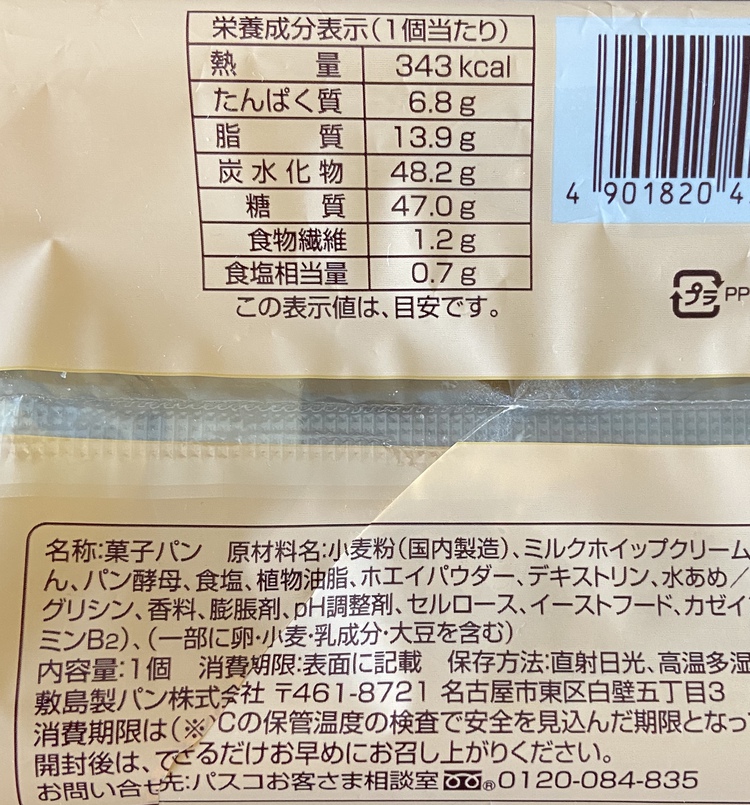 栄養成分表示(1個当たり)
熱量 343kcal
たんぱく質 6.8g
脂質 13.9g
炭水化物 48.2g
糖質 47.0g
食物繊維 1.2g
食塩相当量 0.7g
この表示値は、目安です。
4 901820 4
プラ PP
名称:菓子パン 原材料名:小麦粉(国内製造)、ミルクホイップクリーム
ん、パン酵母、食塩、植物油脂、ホエイパウダー、デキストリン、水あめ/
グリシン、香料、膨脹剤、pH調整剤、セルロース、イーストフード、カゼイ
ミンB2)、(一部に卵・小麦・乳成分・大豆を含む)
内容量:1個 消費期限:表面に記載 保存方法:直射日光、高温多湿
敷島製パン株式会社 〒461-8721 名古屋市東区白壁五丁目3
消費期限は(※)Cの保管温度の検査で安全を見込んだ期限となっ
開封後は、できるだけお早めにお召し上がりください。
お問い合せ先:パスコお客さま相談室 ®0120-084-835